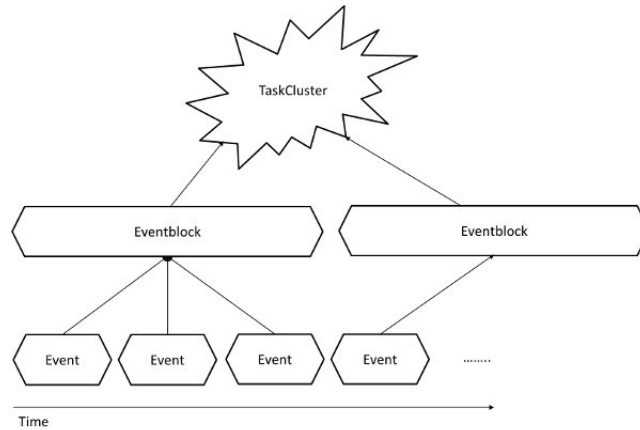 TaskCluster
Eventblock
Eventblock
Event
Event
Event
Event
........
Time